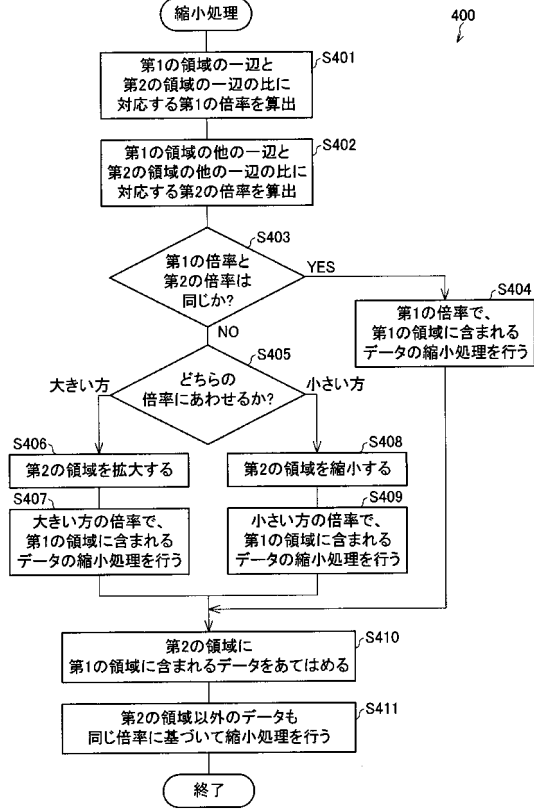 縮小処理
400
第1の領域の一辺と
第2の領域の一辺の比に
対応する第1の倍率を算出
S401
第1の領域の他の一辺と
第2の領域の他の一辺の比に
対応する第2の倍率を算出
S402
第1の倍率と
第2の倍率は
同じか?
S403
YES
NO
第1の倍率で、
第1の領域に含まれる
データの縮小処理を行う
S404
どちらの
倍率にあわせるか?
S405
大きい方
小さい方
S406
第2の領域を拡大する
S407
大きい方の倍率で、
第1の領域に含まれる
データの縮小処理を行う
S408
第2の領域を縮小する
S409
小さい方の倍率で、
第1の領域に含まれる
データの縮小処理を行う
第2の領域に
第1の領域に含まれるデータをあてはめる
S410
第2の領域以外のデータも
同じ倍率に基づいて縮小処理を行う
S411
終了